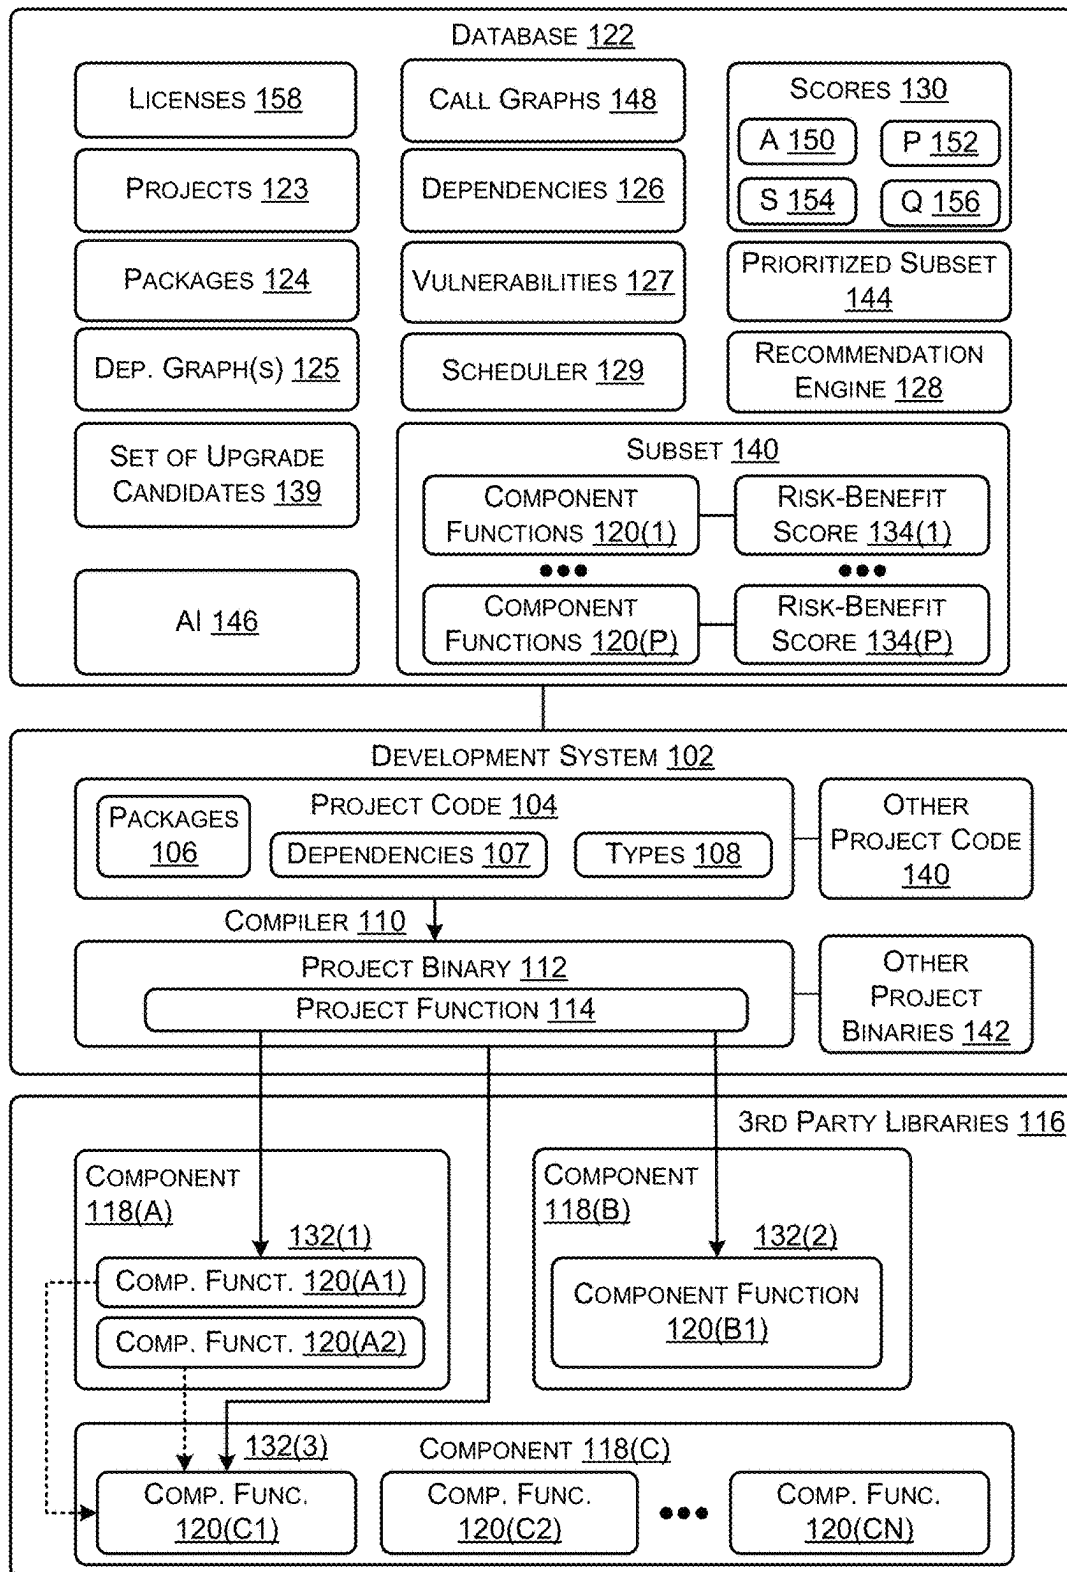 DATABASE 122
LICENSES 158
CALL GRAPHS 148
SCORES 130
A 150
P 152
S 154
Q 156
PROJECTS 123
DEPENDENCIES 126
PACKAGES 124
VULNERABILITIES 127
PRIORITIZED SUBSET
144
DEP. GRAPH(S) 125
SCHEDULER 129
RECOMMENDATION
ENGINE 128
SET OF UPGRADE
CANDIDATES 139
SUBSET 140
COMPONENT
FUNCTIONS 120(1)
RISK-BENEFIT
SCORE 134(1)
•••
•••
AI 146
COMPONENT
FUNCTIONS 120(P)
RISK-BENEFIT
SCORE 134(P)
DEVELOPMENT SYSTEM 102
PROJECT CODE 104
PACKAGES
106
DEPENDENCIES 107
TYPES 108
OTHER
PROJECT CODE
140
COMPILER 110
PROJECT BINARY 112
PROJECT FUNCTION 114
OTHER
PROJECT
BINARIES 142
3RD PARTY LIBRARIES 116
COMPONENT
118(A)
132(1)
COMP. FUNCT. 120(A1)
COMP. FUNCT. 120(A2)
COMPONENT
118(B)
132(2)
COMPONENT FUNCTION
120(B1)
132(3)
COMPONENT 118(C)
COMP. FUNC.
120(C1)
COMP. FUNC.
120(C2)
•••
COMP. FUNC.
120(CN)